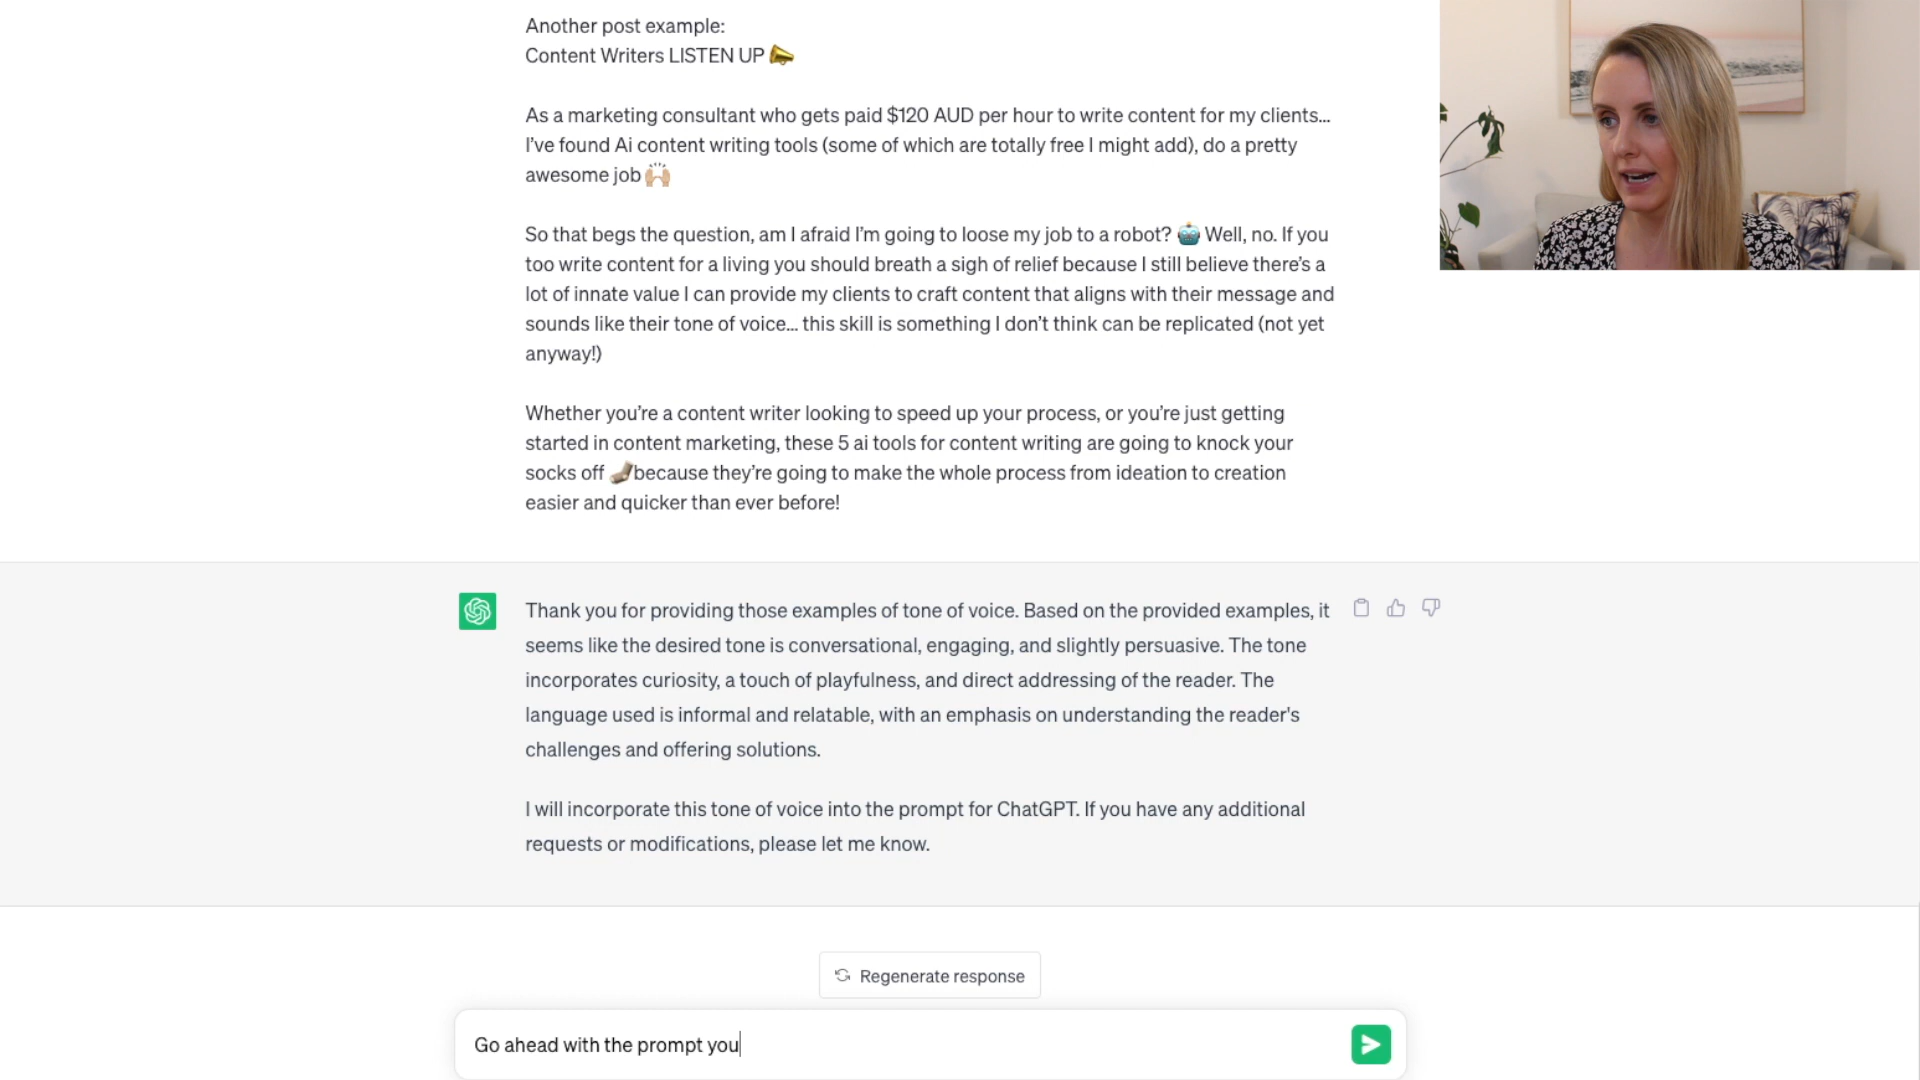 Another post example:
Content Writers LISTEN UP 📣
As a marketing consultant who gets paid $120 AUD per hour to write content for my clients...
I've found Ai content writing tools (some of which are totally free I might add), do a pretty
awesome job 🙌🏼
So that begs the question, am I afraid I'm going to loose my job to a robot? 🤖 Well, no. If you
too write content for a living you should breath a sigh of relief because I still believe there's a
lot of innate value I can provide my clients to craft content that aligns with their message and
sounds like their tone of voice... this skill is something I don't think can be replicated (not yet
anyway!)
Whether you're a content writer looking to speed up your process, or you're just getting
started in content marketing, these 5 ai tools for content writing are going to knock your
socks off 🧦because they're going to make the whole process from ideation to creation
easier and quicker than ever before!
Thank you for providing those examples of tone of voice. Based on the provided examples, it
seems like the desired tone is conversational, engaging, and slightly persuasive. The tone
incorporates curiosity, a touch of playfulness, and direct addressing of the reader. The
language used is informal and relatable, with an emphasis on understanding the reader's
challenges and offering solutions.
I will incorporate this tone of voice into the prompt for ChatGPT. If you have any additional
requests or modifications, please let me know.
Regenerate response
Go ahead with the prompt you